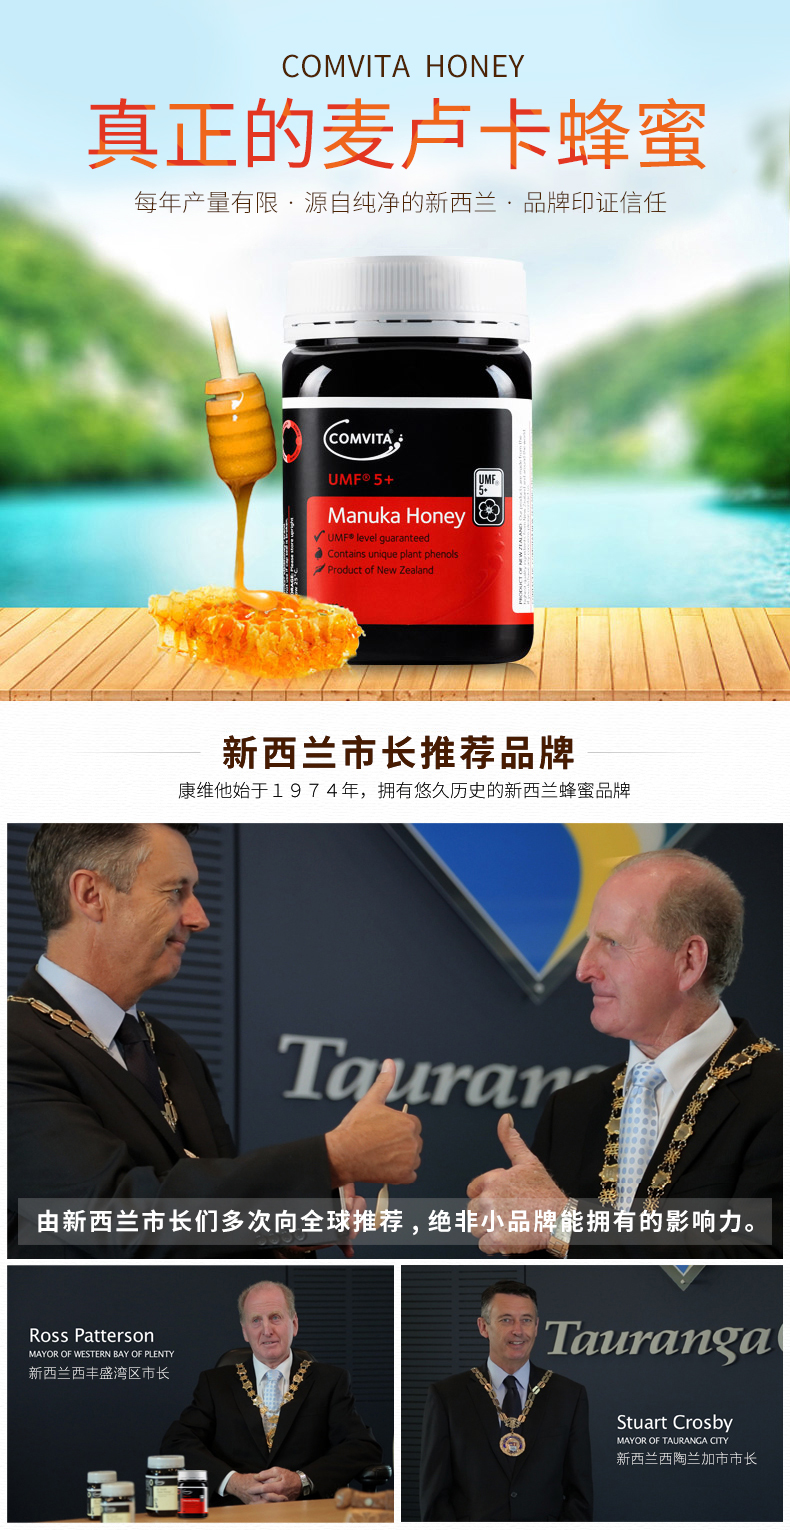 COMVITA HONEY
真正的麦卢卡蜂蜜
每年产量有限 · 源自纯净的新西兰 · 品牌印证信任
COMVITA®
UMF® 5+
UMF®
5+
Manuka Honey
UMF® level guaranteed
Contains unique plant phenols
Product of New Zealand
新西兰市长推荐品牌
康维他始于１９７４年，拥有悠久历史的新西兰蜂蜜品牌
Tauranga
由新西兰市长们多次向全球推荐，绝非小品牌能拥有的影响力。
Ross Patterson
MAYOR OF WESTERN BAY OF PLENTY
新西兰西丰盛湾区市长
Tauranga
Stuart Crosby
MAYOR OF TAURANGA CITY
新西兰西陶兰加市市长